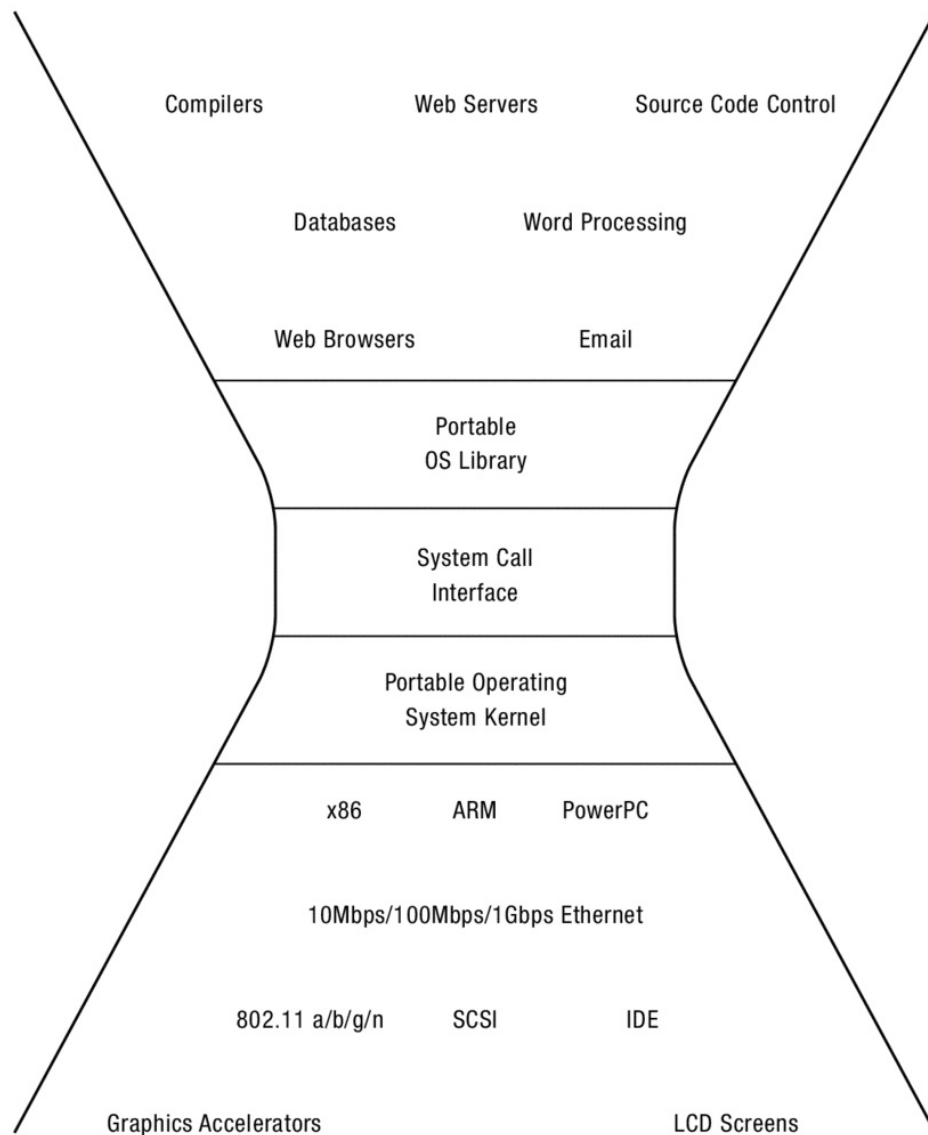 Compilers Web Servers Source Code Control
Databases Word Processing
Web Browsers Email
Portable
OS Library
System Call
Interface
Portable Operating
System Kernel
x86 ARM PowerPC
10Mbps/100Mbps/1Gbps Ethernet
802.11 a/b/g/n SCSI IDE
Graphics Accelerators LCD Screens